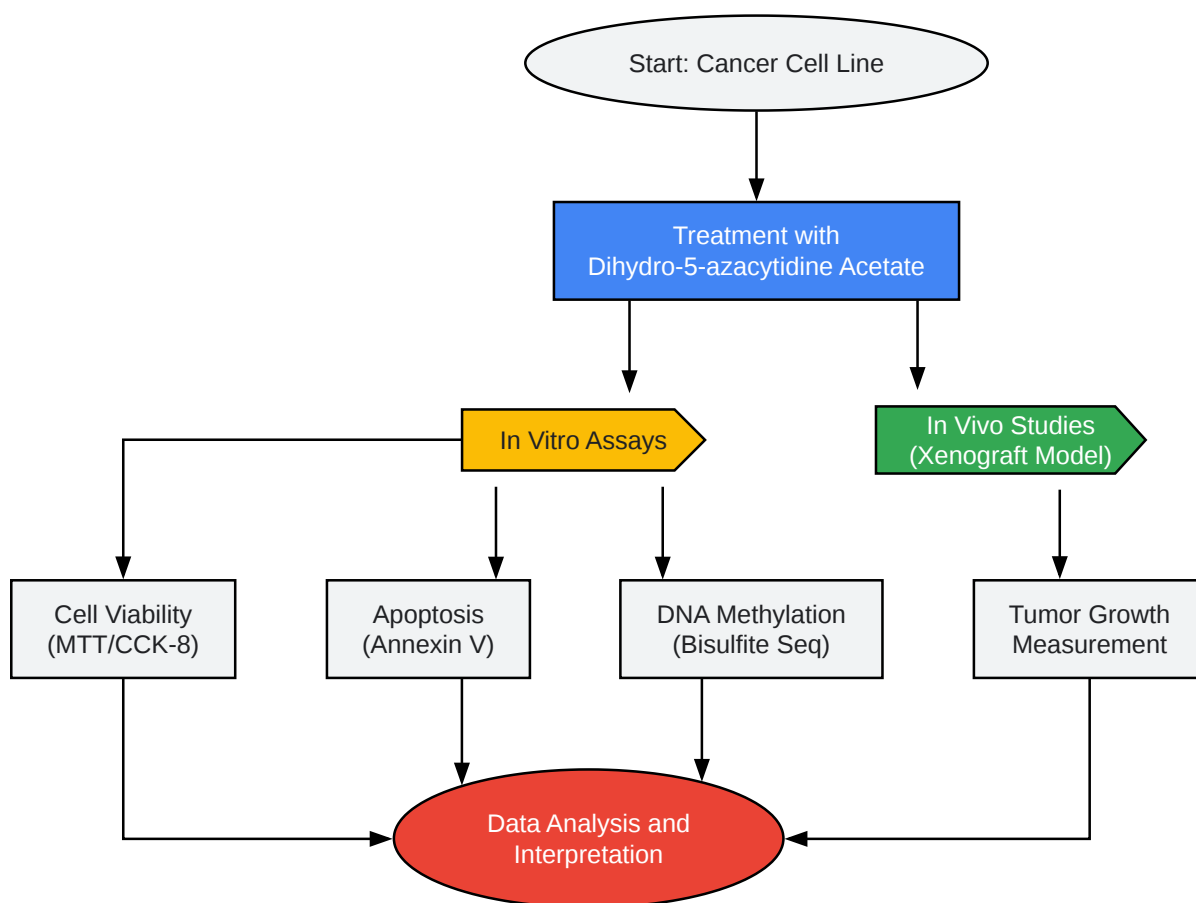 Start: Cancer Cell Line
Treatment with
Dihydro-5-azacytidine Acetate
In Vitro Assays
In Vivo Studies
(Xenograft Model)
Cell Viability
(MTT/CCK-8)
Apoptosis
(Annexin V)
DNA Methylation
(Bisulfite Seq)
Tumor Growth
Measurement
Data Analysis and
Interpretation